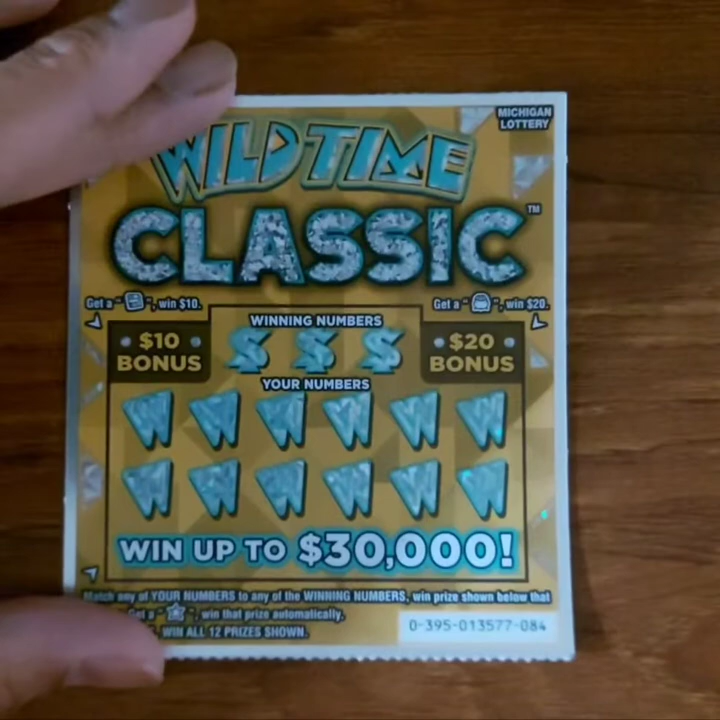 MICHIGAN
LOTTERY
WILD TIME
CLASSIC™
Get a " ", win $10.
Get a " ", win $20.
WINNING NUMBERS
$10
BONUS
$ $ $
$20
BONUS
YOUR NUMBERS
W W W W W W
W W W W W W
WIN UP TO $30,000!
Match any of YOUR NUMBERS to any of the WINNING NUMBERS, win prize shown below that
Get a " ", win that prize automatically.
WIN ALL 12 PRIZES SHOWN.
0-395-013577-084